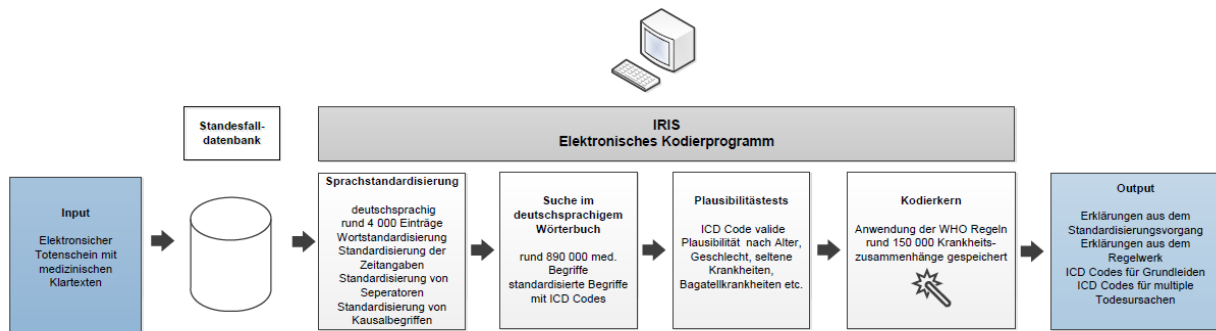 Standesfall-
datenbank
IRIS
Elektronisches Kodierprogramm
Input
Elektronsicher
Totenschein mit
medizinischen
Klartexten
Sprachstandardisierung
deutschsprachig
rund 4 000 Einträge
Wortstandardisierung
Standardisierung der
Zeitangaben
Standardisierung von
Seperatoren
Standardisierung von
Kausalbegriffen
Suche im
deutschsprachigem
Wörterbuch
rund 890 000 med.
Begriffe
standardisierte Begriffe
mit ICD Codes
Plausibilitästests
ICD Code valide
Plausibilität nach Alter,
Geschlecht, seltene
Krankheiten,
Bagatellkrankheiten etc.
Kodierkern
Anwendung der WHO Regeln
rund 150 000 Krankheits-
zusammenhänge gespeichert
Output
Erklärungen aus dem
Standardisierungsvorgang
Erklärungen aus dem
Regelwerk
ICD Codes für Grundleiden
ICD Codes für multiple
Todesursachen